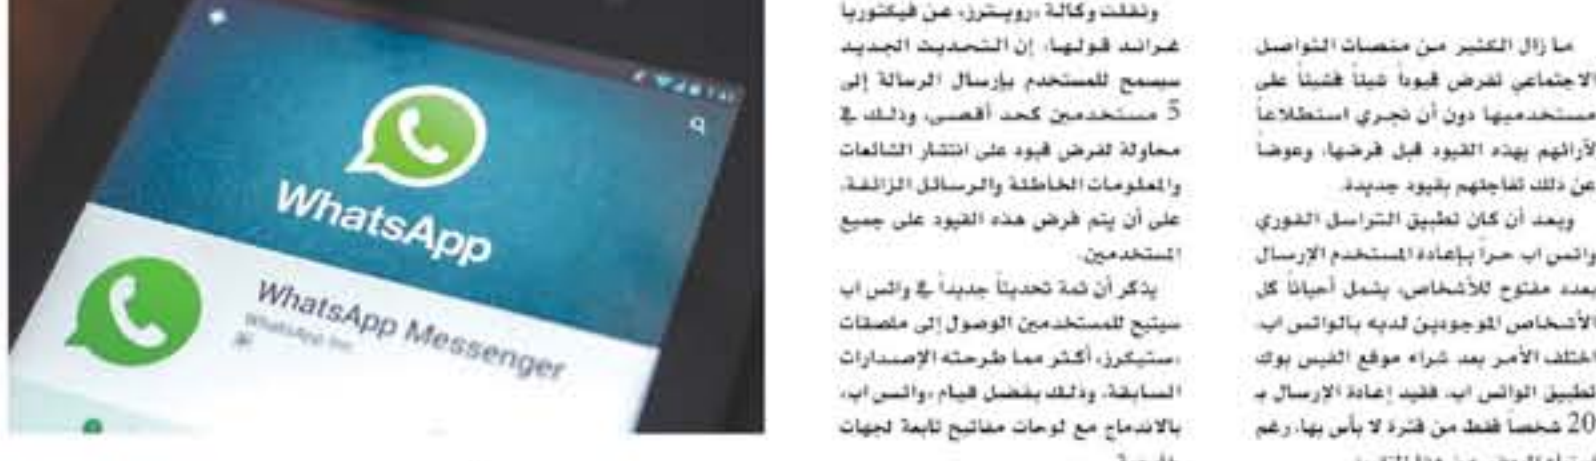 ما زال الكثير من منصات التواصل
الاجتماعي تفرض قيوداً شيئاً فشيئاً على
مستخدميها دون أن تجري استطلاعاً
لآرائهم بهذه القيود قبل فرضها، وعوضاً
عن ذلك تفاجئهم بقيود جديدة.
وبعد أن كان تطبيق التراسل الفوري
واتس اب حراً بإعادة المستخدم الإرسال
بعدد مفتوح للأشخاص، يشمل أحياناً كل
الأشخاص الموجودين لديه بالواتس اب،
اختلف الأمر بعد شراء موقع الفيس بوك
تطبيق الواتس اب، فقيد إعادة الإرسال بـ
20 شخصاً فقط من فترة لا بأس بها، رغم
ونقلت وكالة «رويترز» عن فيكتوريا
غراند قولها، إن التحديث الجديد
سيسمح للمستخدم بإرسال الرسالة إلى
5 مستخدمين كحد أقصى، وذلك في
محاولة لفرض قيود على انتشار الشائعات
والمعلومات الخاطئة والرسائل الزائفة،
على أن يتم فرض هذه القيود على جميع
المستخدمين.
يذكر أن ثمة تحديثاً جديداً في واتس اب
سيتيح للمستخدمين الوصول إلى ملصقات
«ستيكرز» أكثر مما طرحته الإصدارات
السابقة، وذلك بفضل قيام «واتس اب»
بالاندماج مع لوحات مفاتيح تابعة لجهات
WhatsApp
WhatsApp Messenger
WhatsApp Inc.